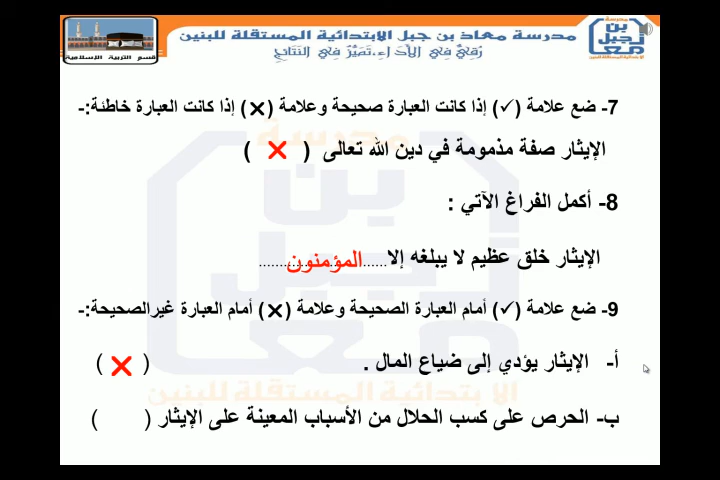 مدرسة معاذ بن جبل الابتدائية المستقلة للبنين
رُقيٌّ في الأداء، تَمَيُّزٌ في النتائج
قسم التربية الإسلامية
7- ضع علامة (✓) إذا كانت العبارة صحيحة وعلامة (×) إذا كانت العبارة خاطئة:-
الإيثار صفة مذمومة في دين الله تعالى ( × )
8- أكمل الفراغ الآتي :
الإيثار خلق عظيم لا يبلغه إلا ......المؤمنون......
9- ضع علامة (✓) أمام العبارة الصحيحة وعلامة (×) أمام العبارة غيرالصحيحة:-
أ- الإيثار يؤدي إلى ضياع المال . ( × )
ب- الحرص على كسب الحلال من الأسباب المعينة على الإيثار ( )